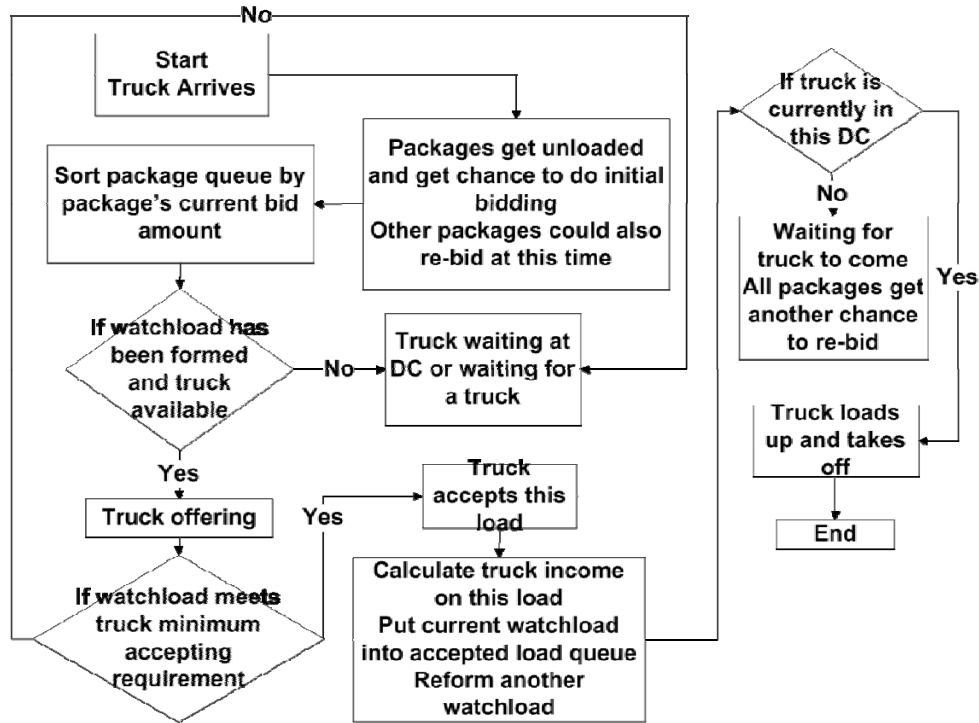 No
Start
Truck Arrives
Packages get unloaded
and get chance to do initial
bidding
Other packages could also
re-bid at this time
Sort package queue by
package's current bid
amount
If watchload has
been formed
and truck
available
No
Truck waiting at
DC or waiting for
a truck
Yes
Truck offering
If watchload meets
truck minimum
accepting
requirement
Yes
Truck
accepts this
load
Calculate truck income
on this load
Put current watchload
into accepted load queue
Reform another
watchload
If truck is
currently in
this DC
No
Waiting for
truck to come
All packages get
another chance
to re-bid
Yes
Truck loads
up and takes
off
End